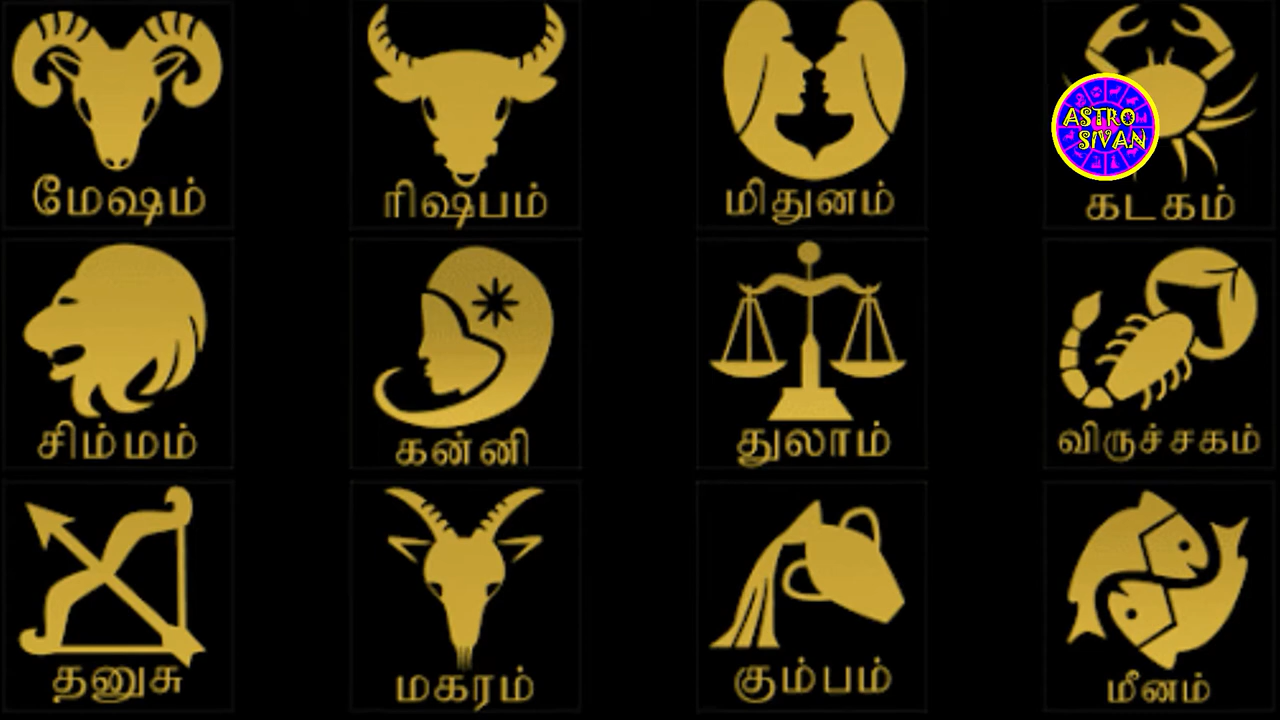 மேஷம்
ரிஷபம்
மிதுனம்
கடகம்
ASTRO
SIVAN
சிம்மம்
கன்னி
துலாம்
விருச்சகம்
தனுசு
மகரம்
கும்பம்
மீனம்